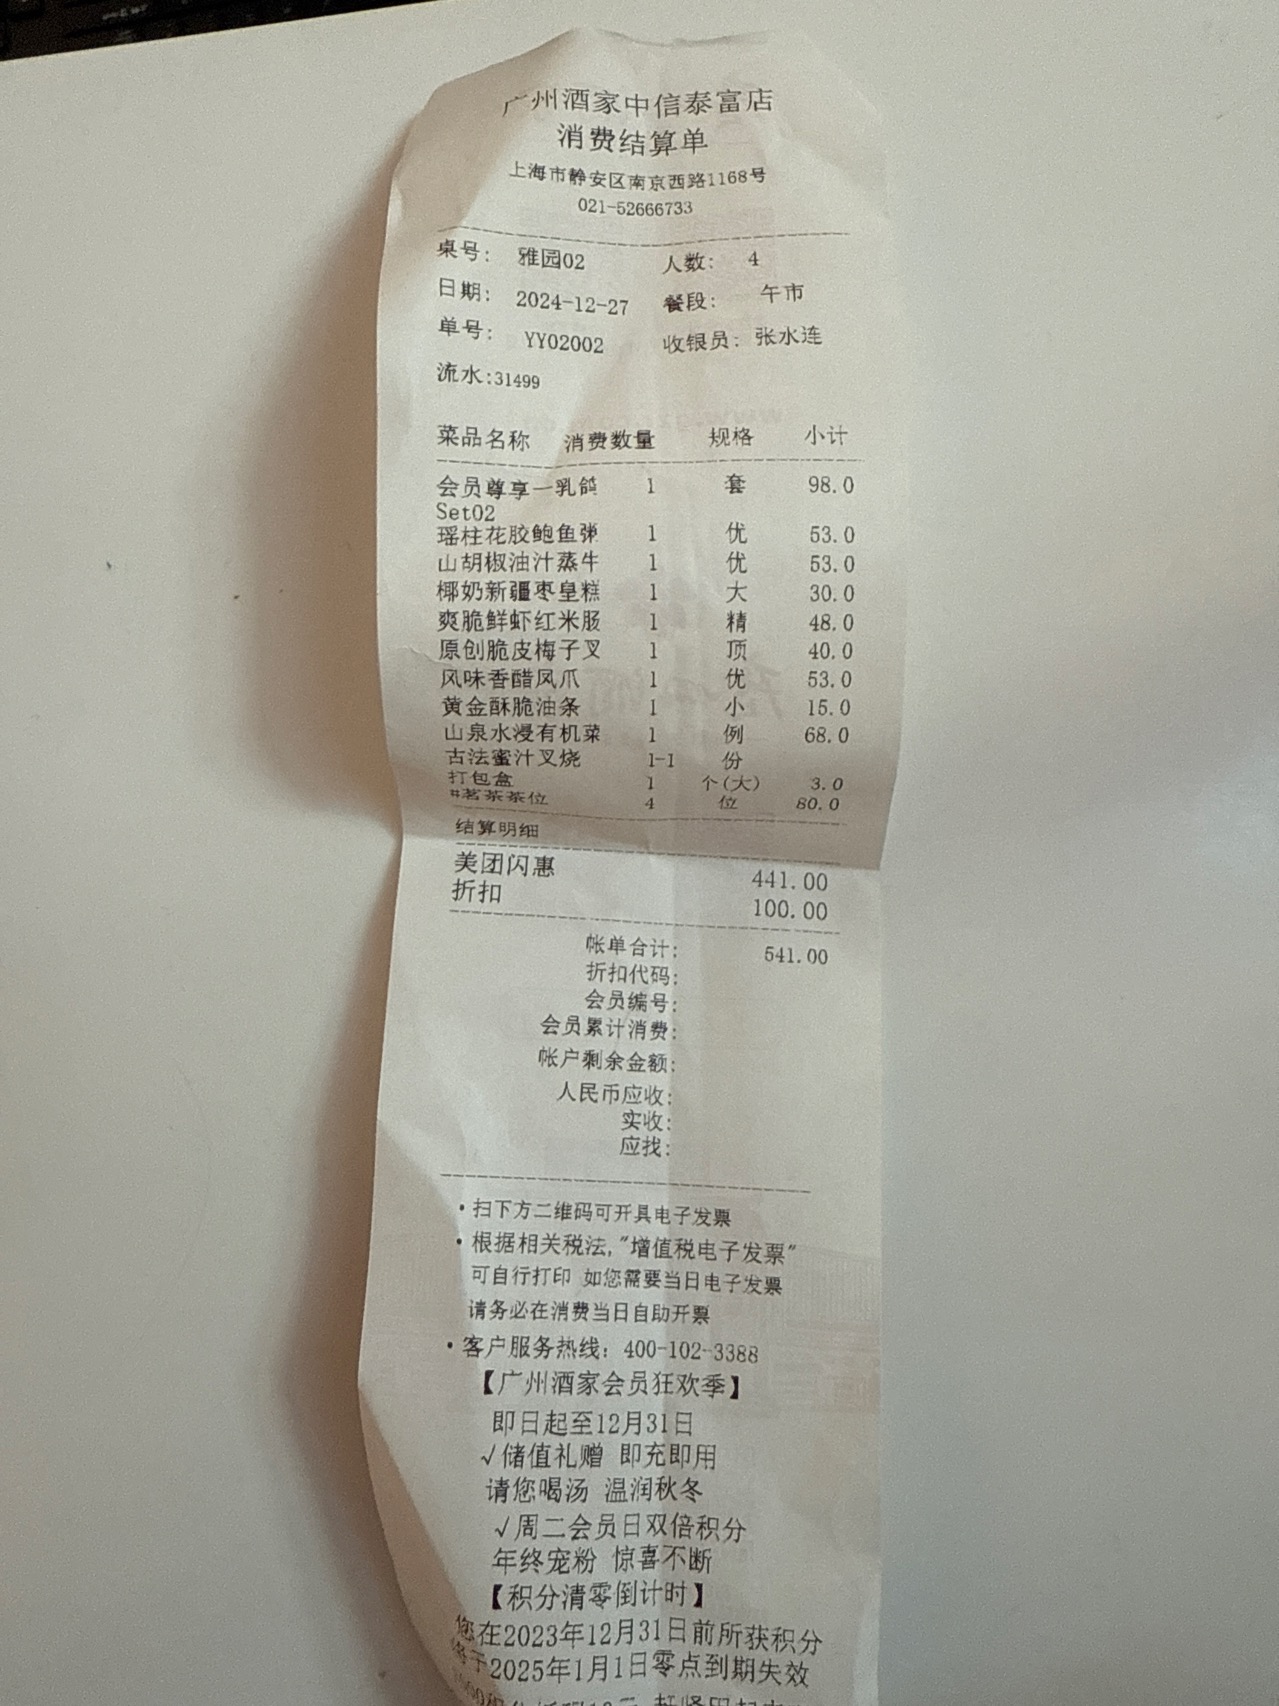 广州酒家中信泰富店
消费结算单
上海市静安区南京西路1168号
021-52666733
桌号: 雅园02 人数: 4
日期: 2024-12-27 餐段: 午市
单号: YY02002 收银员: 张水连
流水:31499
菜品名称 消费数量 规格 小计
会员尊享一乳鸽 1 套 98.0
Set02
瑶柱花胶鲍鱼粥 1 优 53.0
山胡椒油汁蒸牛 1 优 53.0
椰奶新疆枣皇糕 1 大 30.0
爽脆鲜虾红米肠 1 精 48.0
原创脆皮梅子叉 1 顶 40.0
风味香醋凤爪 1 优 53.0
黄金酥脆油条 1 小 15.0
山泉水浸有机菜 1 例 68.0
古法蜜汁叉烧 1-1 份
打包盒 1 个(大) 3.0
#茗茶茶位 4 位 80.0
结算明细
美团闪惠 441.00
折扣 100.00
帐单合计: 541.00
折扣代码:
会员编号:
会员累计消费:
帐户剩余金额:
人民币应收:
实收:
应找:
·扫下方二维码可开具电子发票
·根据相关税法,"增值税电子发票"
可自行打印 如您需要当日电子发票
请务必在消费当日自助开票
·客户服务热线: 400-102-3388
【广州酒家会员狂欢季】
即日起至12月31日
√储值礼赠 即充即用
请您喝汤 温润秋冬
√周二会员日双倍积分
年终宠粉 惊喜不断
【积分清零倒计时】
您在2023年12月31日前所获积分
将于2025年1月1日零点到期失效